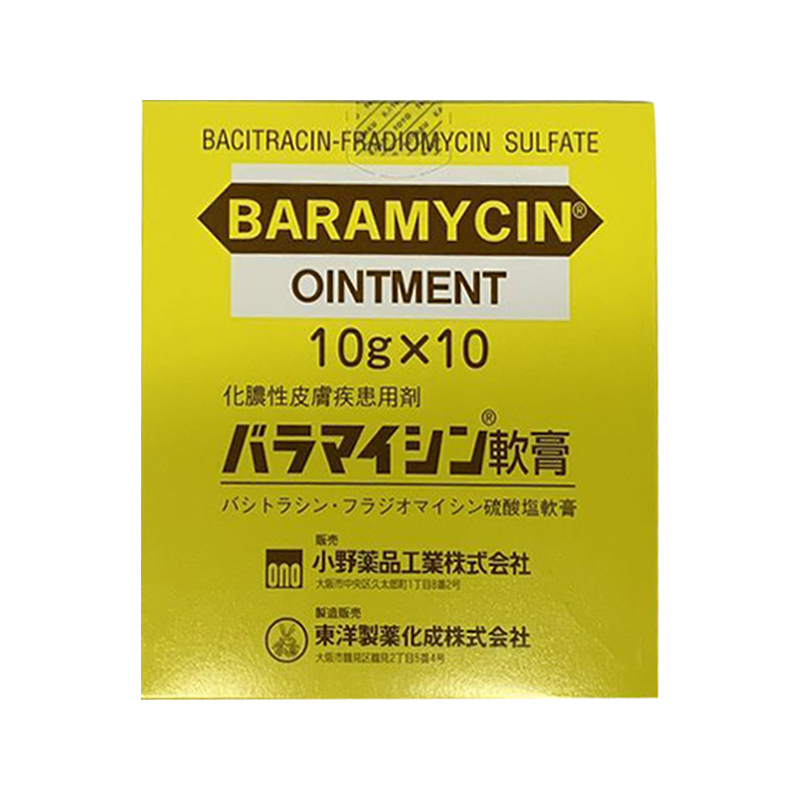 BACITRACIN-FRADIOMYCIN SULFATE
BARAMYCIN®
OINTMENT
10g×10
化膿性皮膚疾患用剤
バラマイシン®軟膏
バシトラシン・フラジオマイシン硫酸塩軟膏
販売
ono 小野薬品工業株式会社
大阪市中央区久太郎町1丁目8番2号
製造販売
東洋製薬化成株式会社
大阪市鶴見区鶴見2丁目5番4号